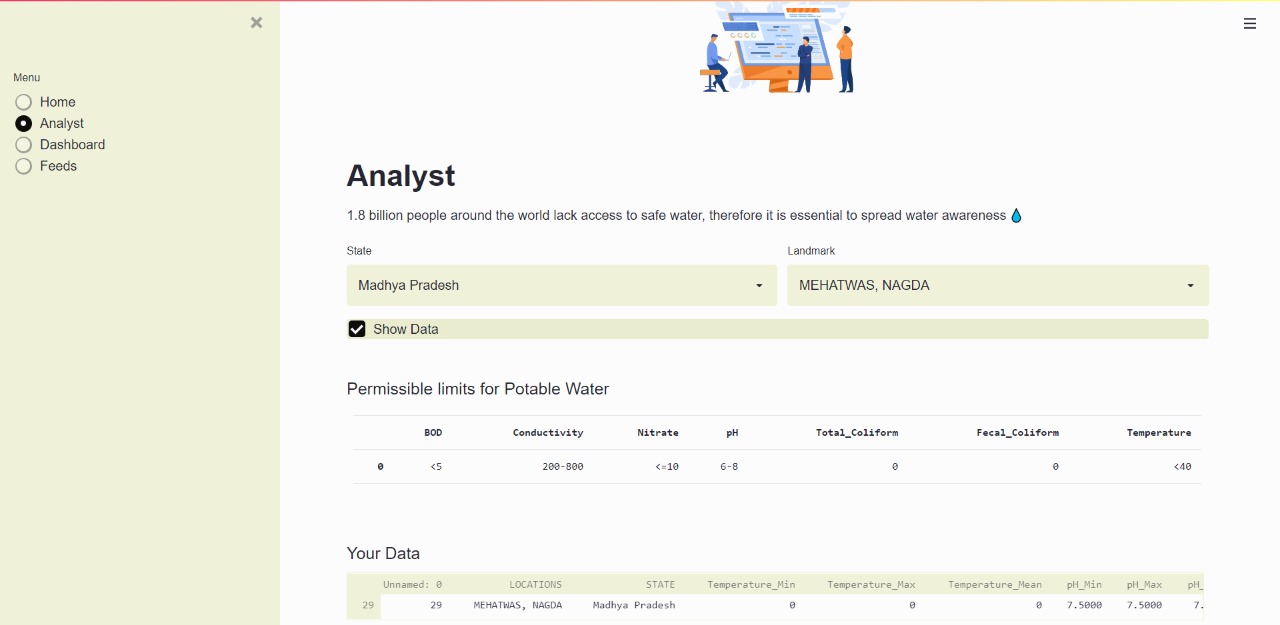 Menu
Home
Analyst
Dashboard
Feeds
Analyst
1.8 billion people around the world lack access to safe water, therefore it is essential to spread water awareness 💧
State Landmark
Madhya Pradesh MEHATWAS, NAGDA
Show Data
Permissible limits for Potable Water
BOD Conductivity Nitrate pH Total_Coliform Fecal_Coliform Temperature
0 <5 200-800 <=10 6-8 0 0 <40
Your Data
Unnamed: 0 LOCATIONS STATE Temperature_Min Temperature_Max Temperature_Mean pH_Min pH_Max pH_
29 29 MEHATWAS, NAGDA Madhya Pradesh 0 0 0 7.5000 7.5000 7.